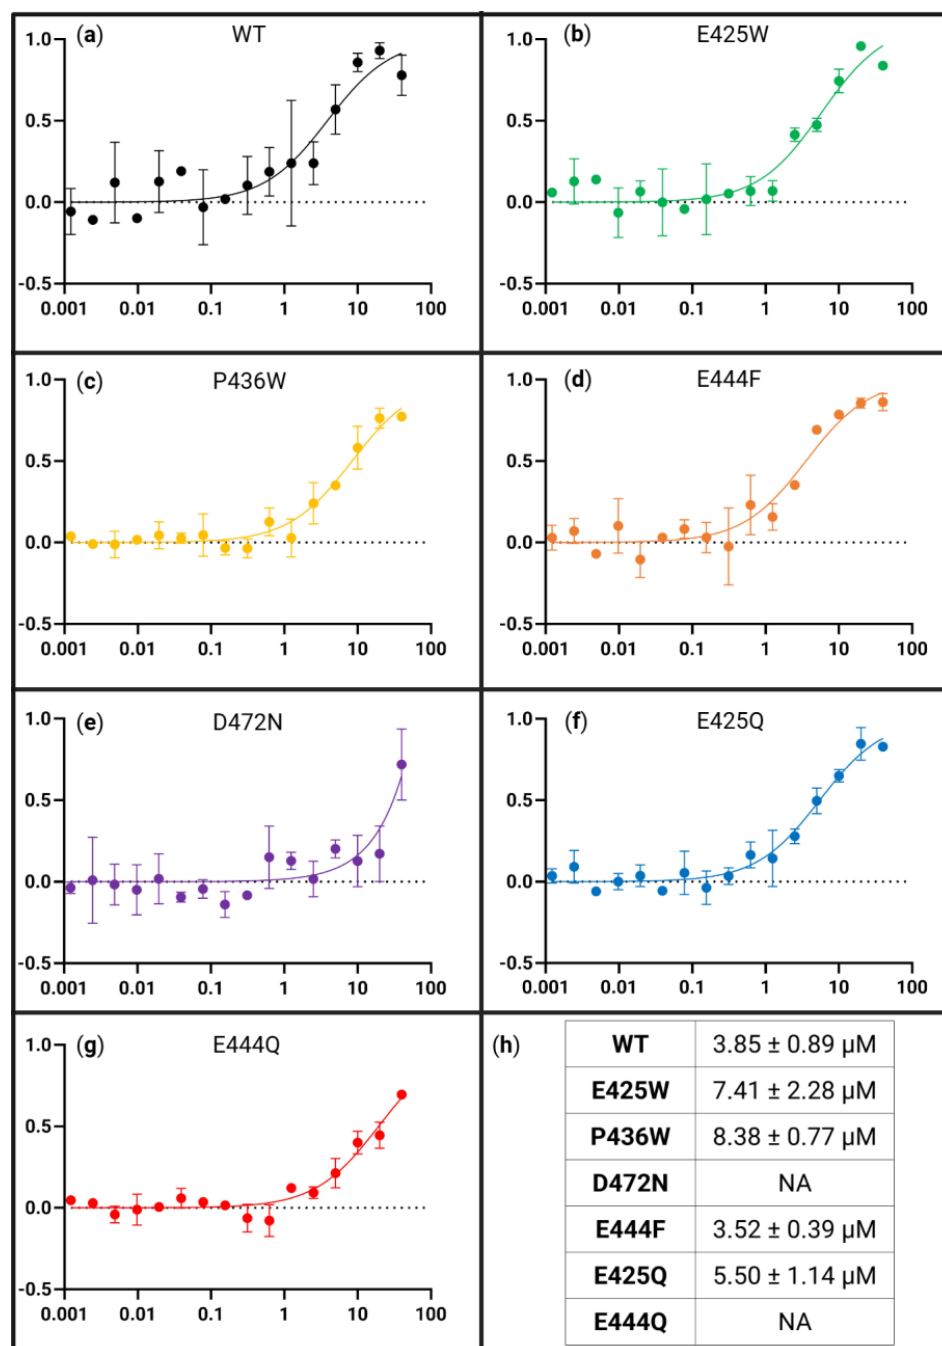 (a) WT
1.0
0.5
0.0
-0.5
0.001 0.01 0.1 1 10 100
(b) E425W
1.0
0.5
0.0
-0.5
0.001 0.01 0.1 1 10 100
(c) P436W
1.0
0.5
0.0
-0.5
0.001 0.01 0.1 1 10 100
(d) E444F
1.0
0.5
0.0
-0.5
0.001 0.01 0.1 1 10 100
(e) D472N
1.0
0.5
0.0
-0.5
0.001 0.01 0.1 1 10 100
(f) E425Q
1.0
0.5
0.0
-0.5
0.001 0.01 0.1 1 10 100
(g) E444Q
1.0
0.5
0.0
-0.5
0.001 0.01 0.1 1 10 100
(h)
WT 3.85 ± 0.89 µM
E425W 7.41 ± 2.28 µM
P436W 8.38 ± 0.77 µM
D472N NA
E444F 3.52 ± 0.39 µM
E425Q 5.50 ± 1.14 µM
E444Q NA